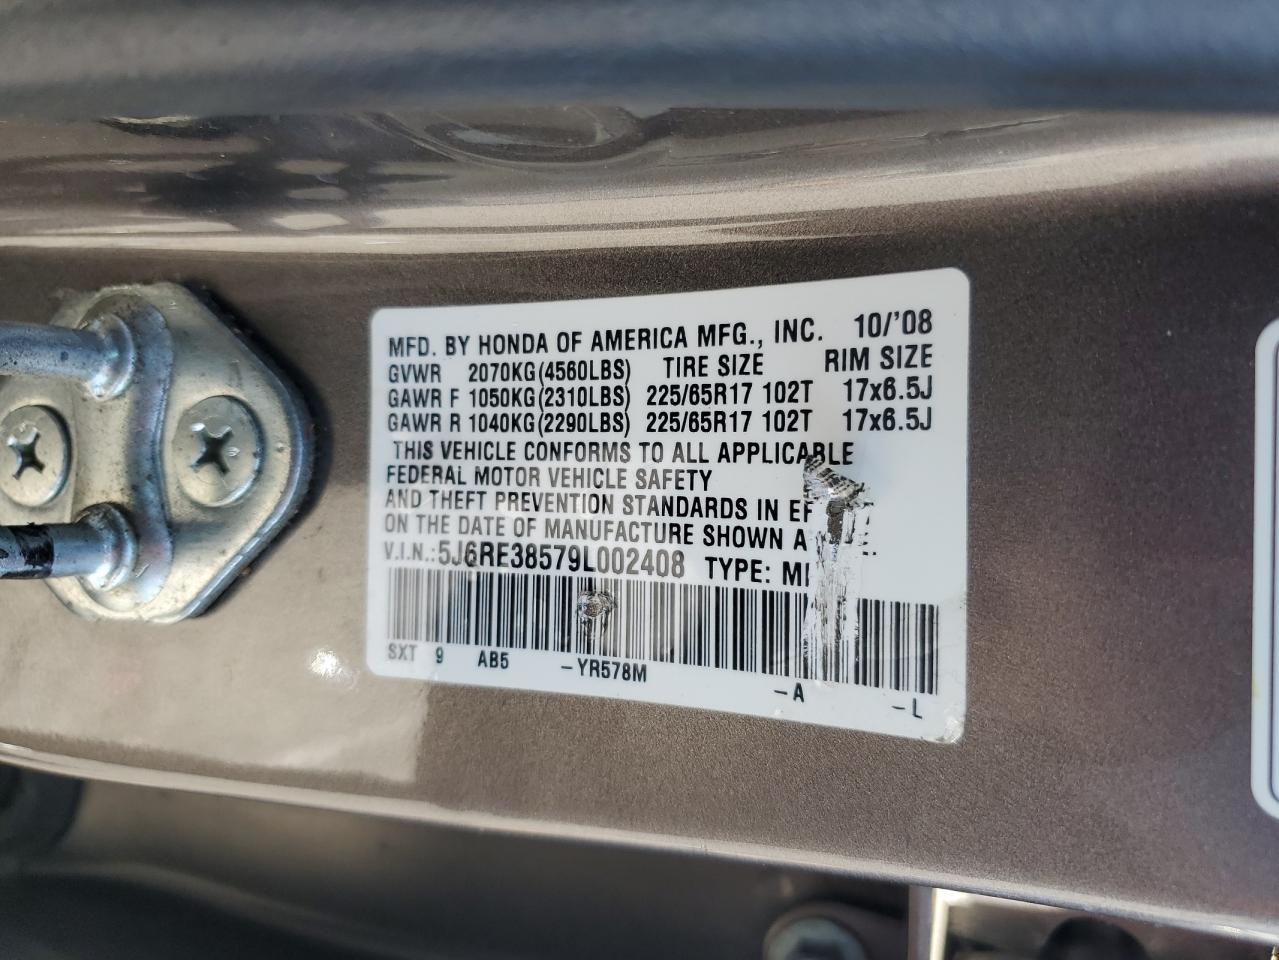 MFD. BY HONDA OF AMERICA MFG., INC. 10/'08
GVWR 2070KG(4560LBS) TIRE SIZE RIM SIZE
GAWR F 1050KG(2310LBS) 225/65R17 102T 17x6.5J
GAWR R 1040KG(2290LBS) 225/65R17 102T 17x6.5J
THIS VEHICLE CONFORMS TO ALL APPLICABLE
FEDERAL MOTOR VEHICLE SAFETY
AND THEFT PREVENTION STANDARDS IN
ON THE DATE OF MANUFACTURE SHOWN
V.I.N.:5J6RE38579L002408 TYPE:
SXT 9 AB5 -YR578M -A -L